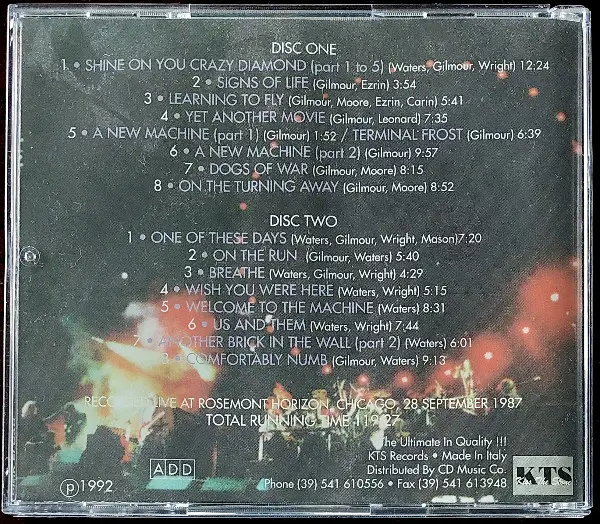 DISC ONE
1 • SHINE ON YOU CRAZY DIAMOND (part 1 to 5) (Waters, Gilmour, Wright) 12:24
2 • SIGNS OF LIFE (Gilmour, Ezrin) 3:54
3 • LEARNING TO FLY (Gilmour, Moore, Ezrin, Carin) 5:41
4 • YET ANOTHER MOVIE (Gilmour, Leonard) 7:35
5 • A NEW MACHINE (part 1) (Gilmour) 1:52 / TERMINAL FROST (Gilmour) 6:39
6 • A NEW MACHINE (part 2) (Gilmour) 9:57
7 • DOGS OF WAR (Gilmour, Moore) 8:15
8 • ON THE TURNING AWAY (Gilmour, Moore) 8:52
DISC TWO
1 • ONE OF THESE DAYS (Waters, Gilmour, Wright, Mason)7:20
2 • ON THE RUN (Gilmour, Waters) 5:40
3 • BREATHE (Waters, Gilmour, Wright) 4:29
4 • WISH YOU WERE HERE (Waters, Wright) 5:15
5 • WELCOME TO THE MACHINE (Waters) 8:31
6 • US AND THEM (Waters, Wright) 7:44
7 • ANOTHER BRICK IN THE WALL (part 2) (Waters) 6:01
8 • COMFORTABLY NUMB (Gilmour, Waters) 9:13
RECORDED LIVE AT ROSEMONT HORIZON, CHICAGO, 28 SEPTEMBER 1987
TOTAL RUNNING TIME 119:27
The Ultimate In Quality !!!
KTS Records • Made In Italy
Distributed By CD Music Co.
Phone (39) 541 610556 • Fax (39) 541 613948
KTS
Kiss The Stone
ADD
℗1992